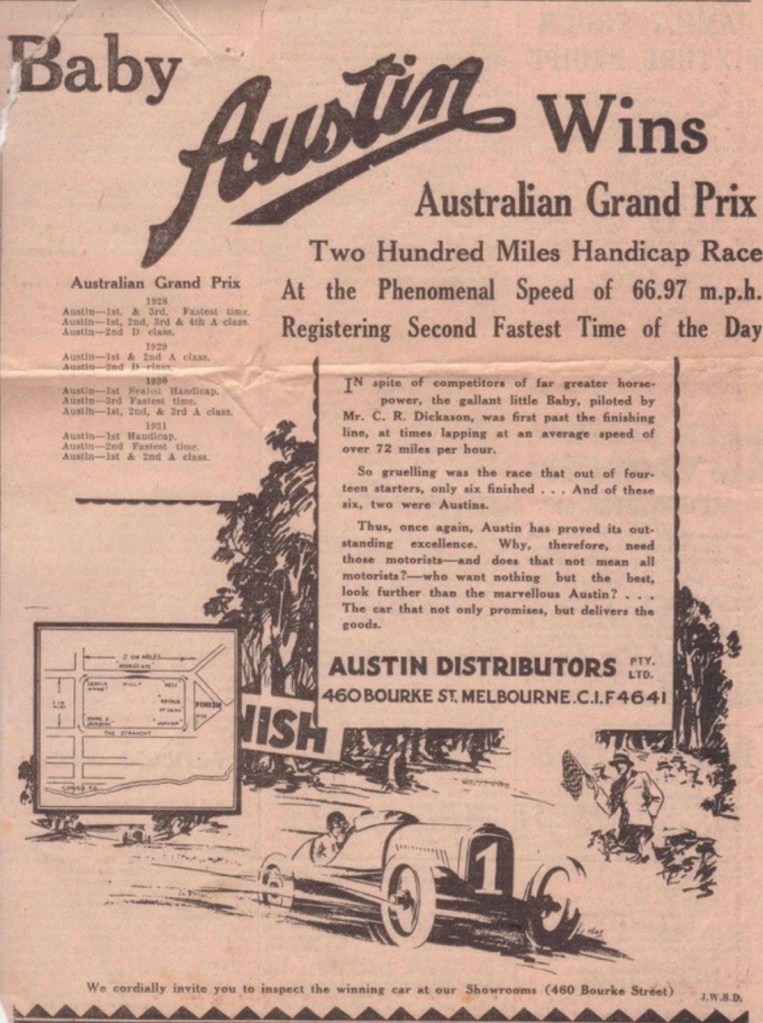 Baby
Austin
Wins
Australian Grand Prix
Two Hundred Miles Handicap Race
At the Phenomenal Speed of 66.97 m.p.h.
Registering Second Fastest Time of the Day
Australian Grand Prix
1928
Austin—1st, & 3rd. Fastest time.
Austin—1st, 2nd, 3rd & 4th A class.
Austin—2nd D class.
1929
Austin—1st & 2nd A class.
Austin—2nd D class.
1930
Austin—1st Sealed Handicap.
Austin—3rd Fastest time.
Austin—1st, 2nd, & 3rd A class.
1931
Austin—1st Handicap.
Austin—2nd Fastest time.
Austin—1st & 2nd A class.
IN spite of competitors of far greater horse-
power, the gallant little Baby, piloted by
Mr. C. R. Dickason, was first past the finishing
line, at times lapping at an average speed of
over 72 miles per hour.
So gruelling was the race that out of four-
teen starters, only six finished . . . And of these
six, two were Austins.
Thus, once again, Austin has proved its out-
standing excellence. Why, therefore, need
those motorists—and does that not mean all
motorists?—who want nothing but the best,
look further than the marvellous Austin? . . .
The car that not only promises, but delivers the
goods.
AUSTIN DISTRIBUTORS PTY. LTD.
460 BOURKE ST. MELBOURNE. C.1. F4641
MILES
THE STRAIGHT
NISH
1
We cordially invite you to inspect the winning car at our Showrooms (460 Bourke Street)
J.W.S.D.